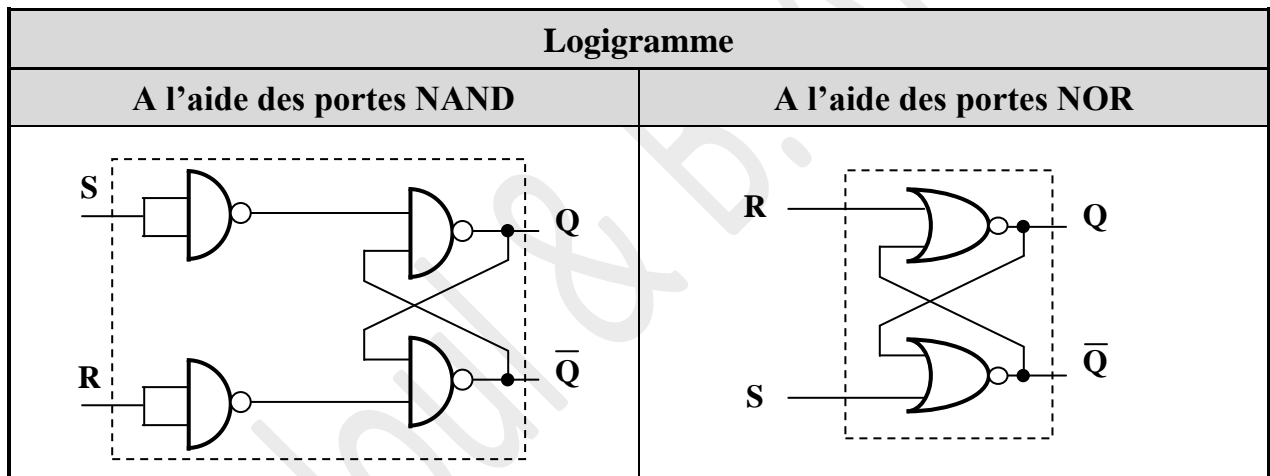 Logigramme
A l’aide des portes NAND
A l’aide des portes NOR
S
Q
R
Q̅
R
Q
S
Q̅